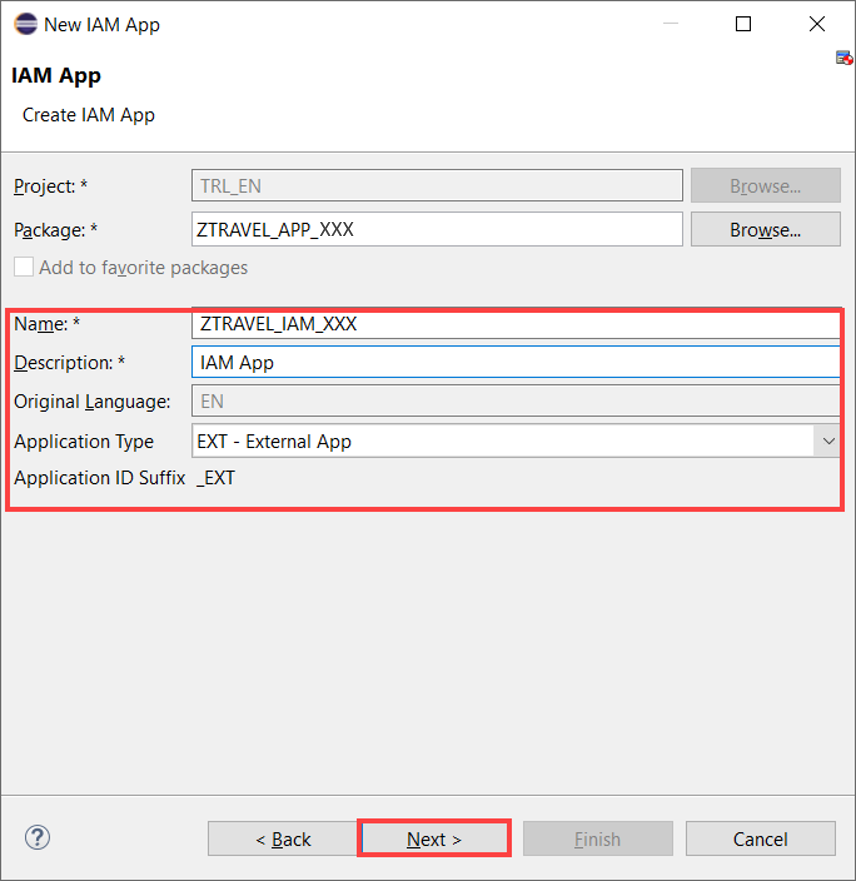 New IAM App
IAM App
Create IAM App
Project: * TRL_EN Browse...
Package: * ZTRAVEL_APP_XXX Browse...
Add to favorite packages
Name: * ZTRAVEL_IAM_XXX
Description: * IAM App
Original Language: EN
Application Type EXT - External App
Application ID Suffix _EXT
? < Back Next > Finish Cancel